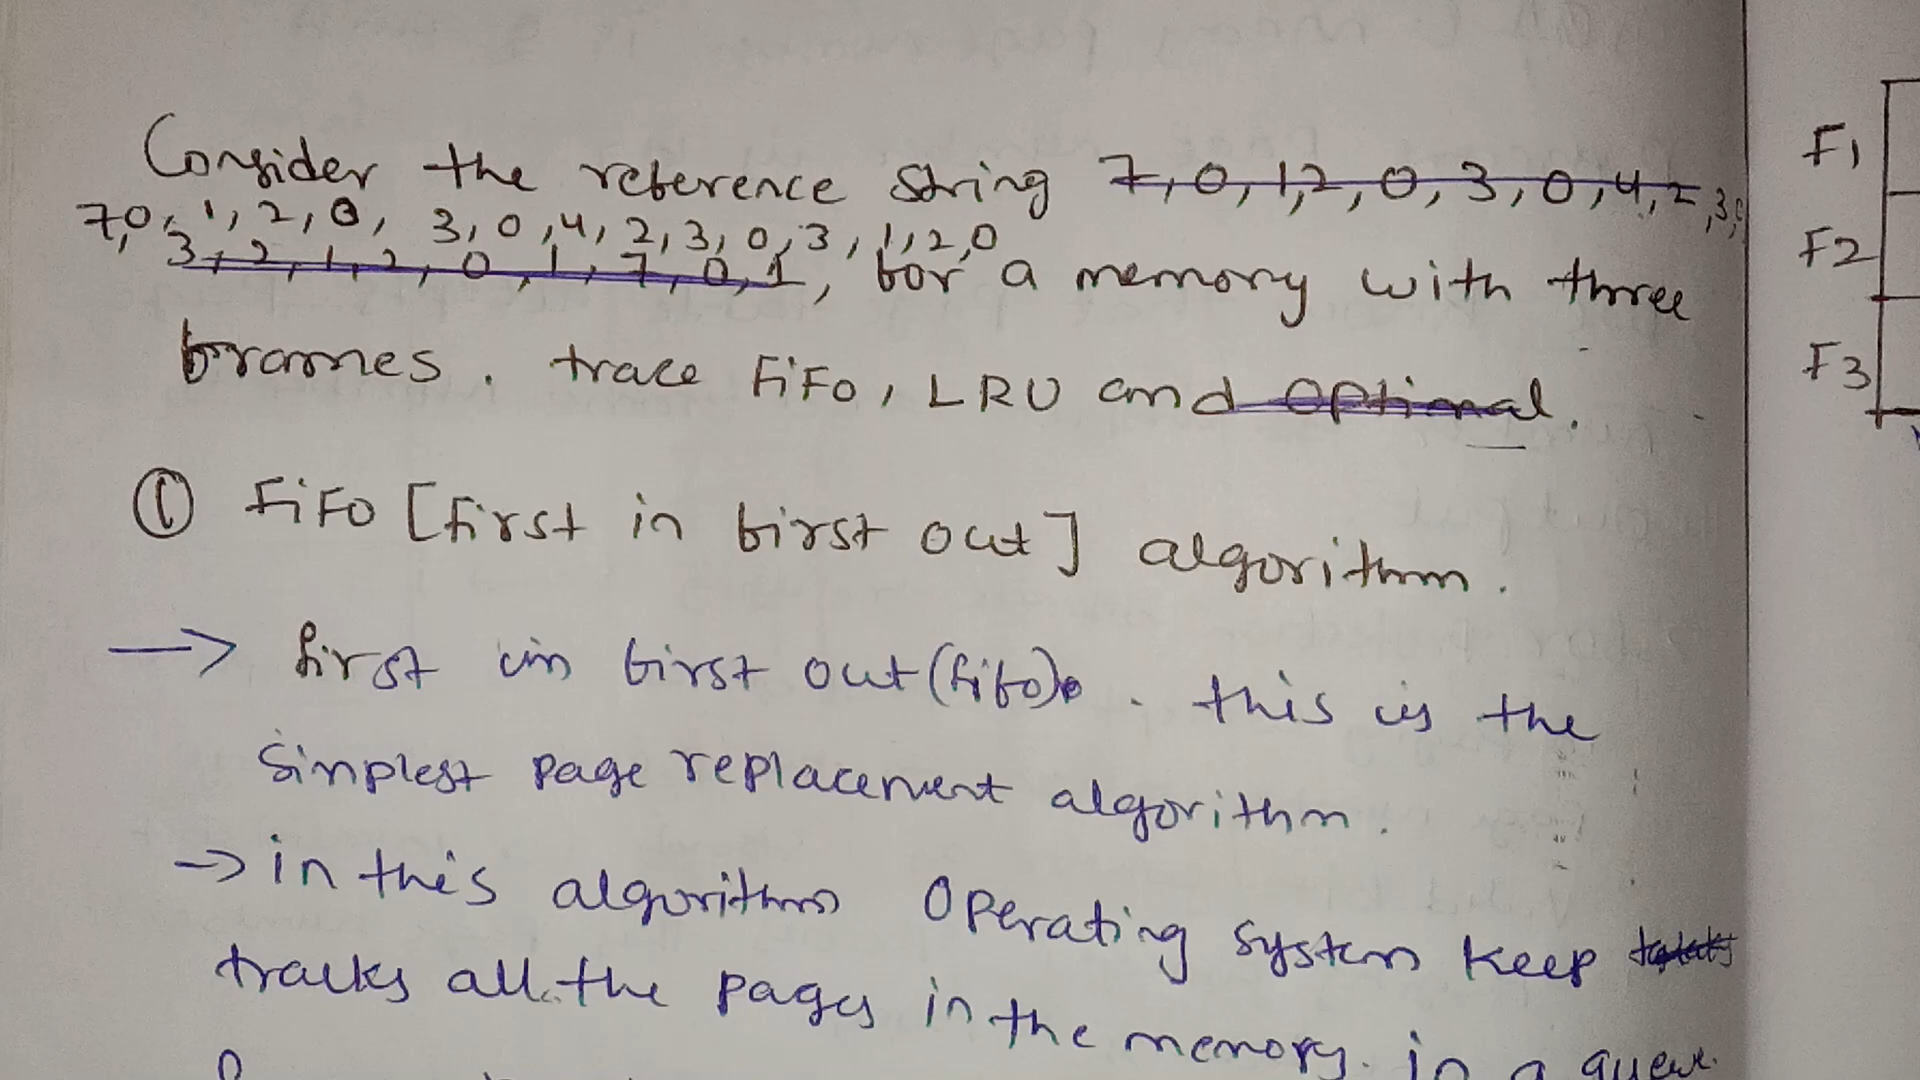 Consider the reference string 7,0,1,2,0,3,0,4,2,3,
7,0,1,2,0, 3,0,4,2,3,0,3,1,2,0
3,2,1,2,0,1,7,0,1, for a memory with three
frames. trace FiFo, LRU and optimal.
① FiFo [First in first out] algorithm.
→ first in first out (fifo). this is the
Simplest page replacement algorithm.
→ in this algorithm Operating system keep
tracks all the pages in the memory. in a queue.
F1
F2
F3